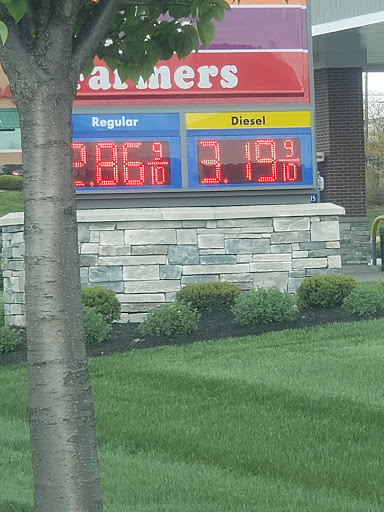 armers
Regular Diesel
2.86 9/10 3.19 9/10